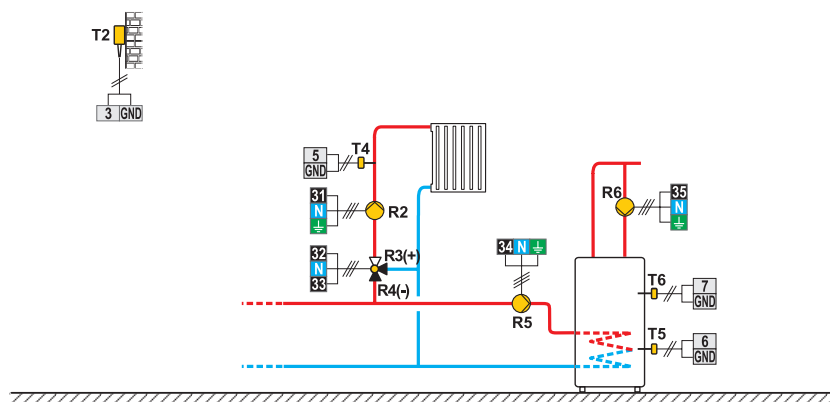 T2
3 GND
5
GND
T4
31
N
R2
32
N
33
R3(+)
R4(-)
34 N
R5
R6
35
N
T6
7
GND
T5
6
GND